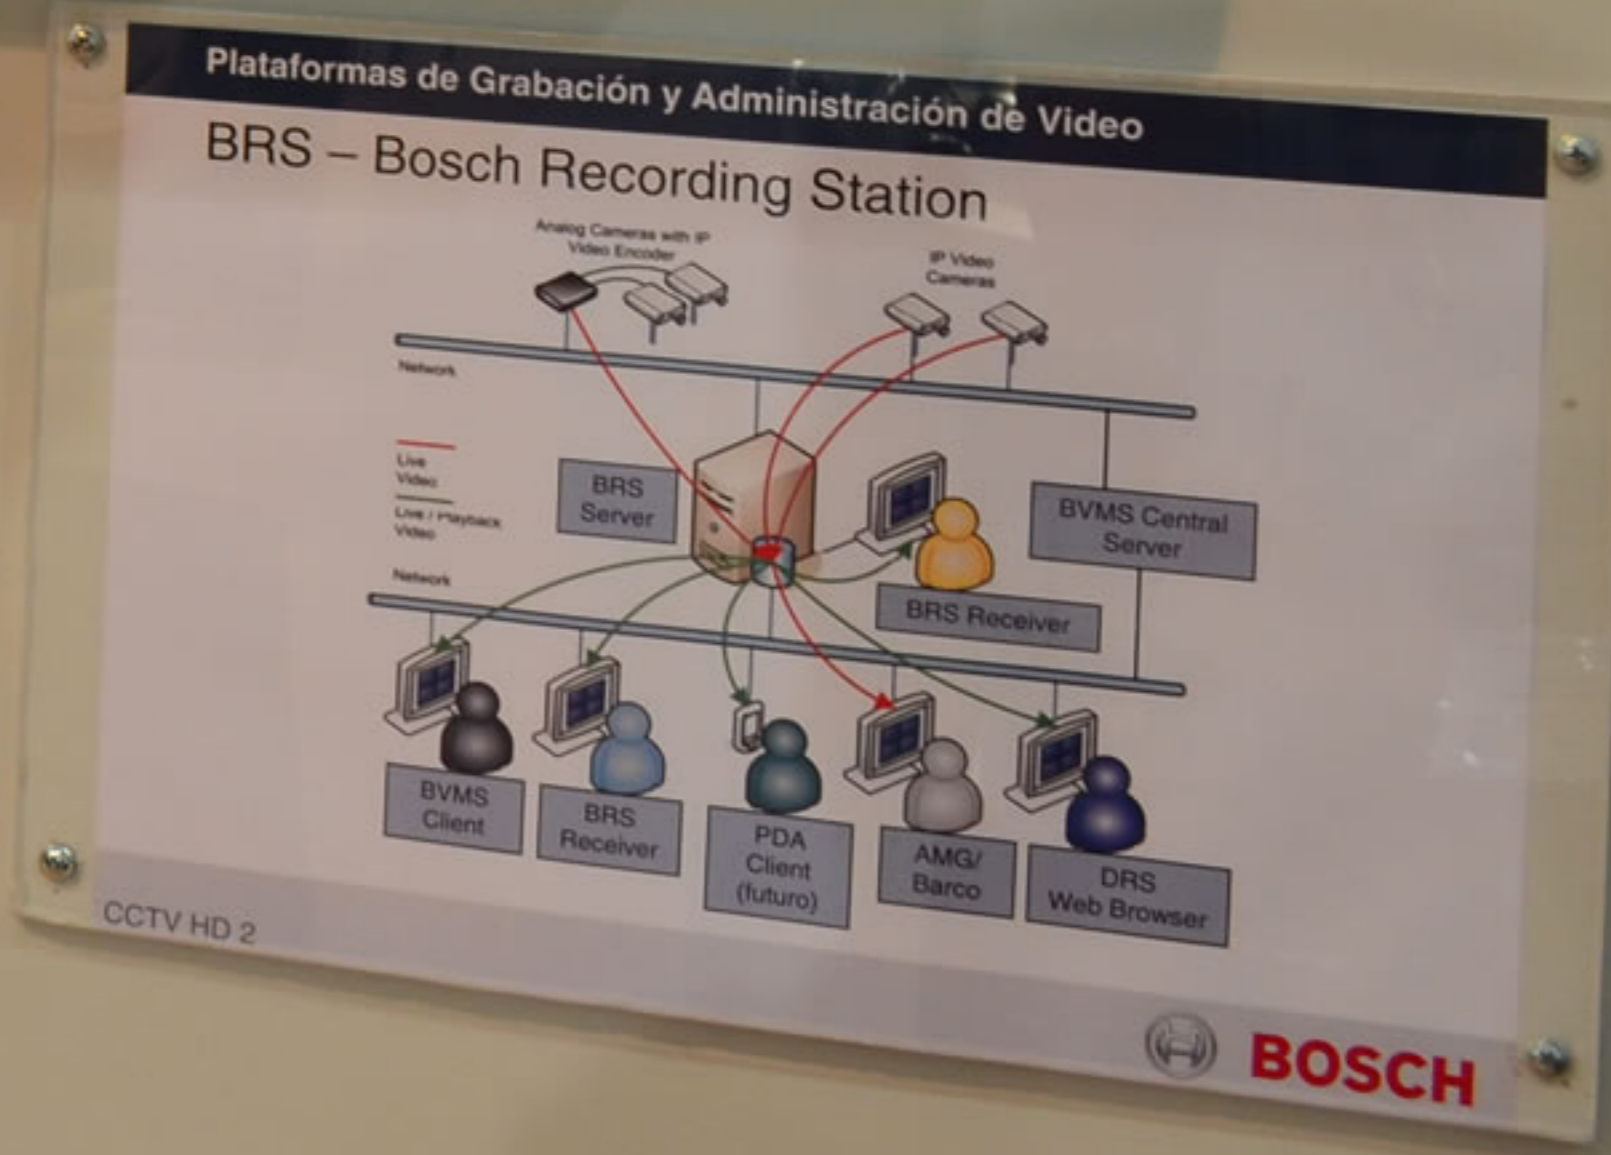 Plataformas de Grabación y Administración de Video
BRS – Bosch Recording Station
Analog Cameras with IP
Video Encoder
IP Video
Cameras
Network
Live
Video
Live / Playback
Video
BRS
Server
BVMS Central
Server
BRS Receiver
Network
BVMS
Client
BRS
Receiver
PDA
Client
(futuro)
AMG/
Barco
DRS
Web Browser
CCTV HD 2
BOSCH